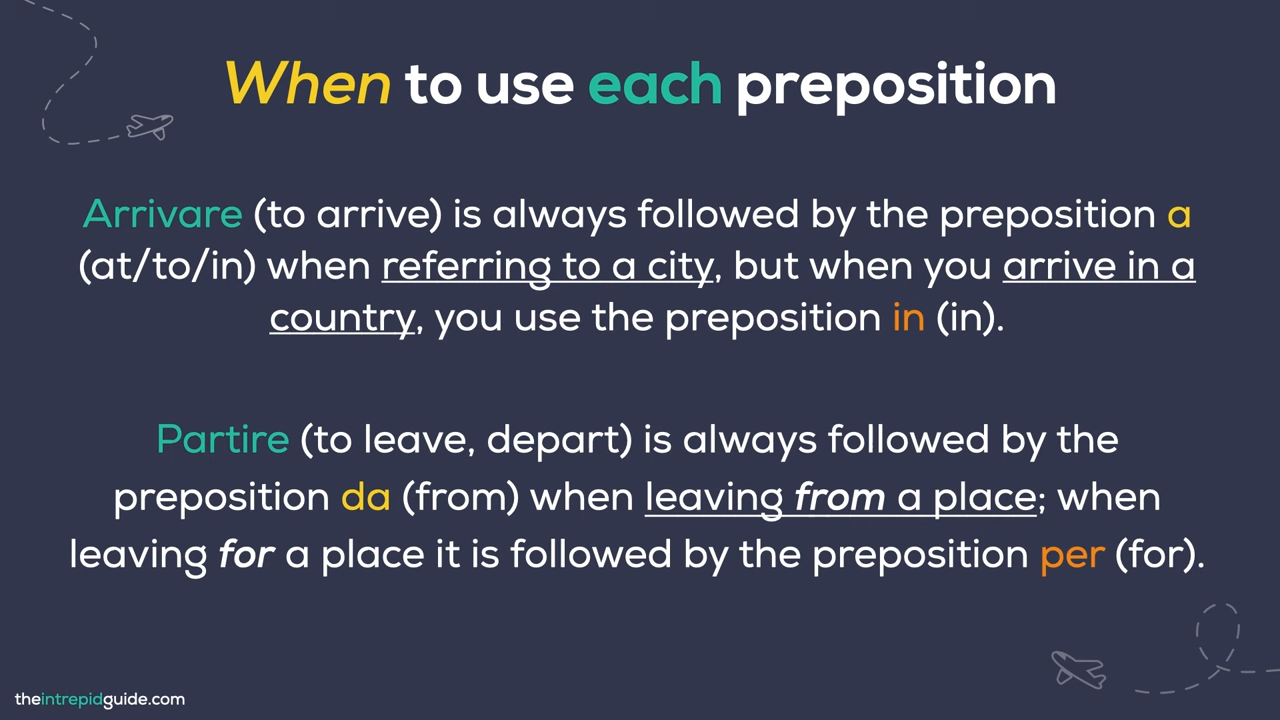 When to use each preposition
Arrivare (to arrive) is always followed by the preposition a
(at/to/in) when referring to a city, but when you arrive in a
country, you use the preposition in (in).
Partire (to leave, depart) is always followed by the
preposition da (from) when leaving from a place; when
leaving for a place it is followed by the preposition per (for).
theintrepidguide.com